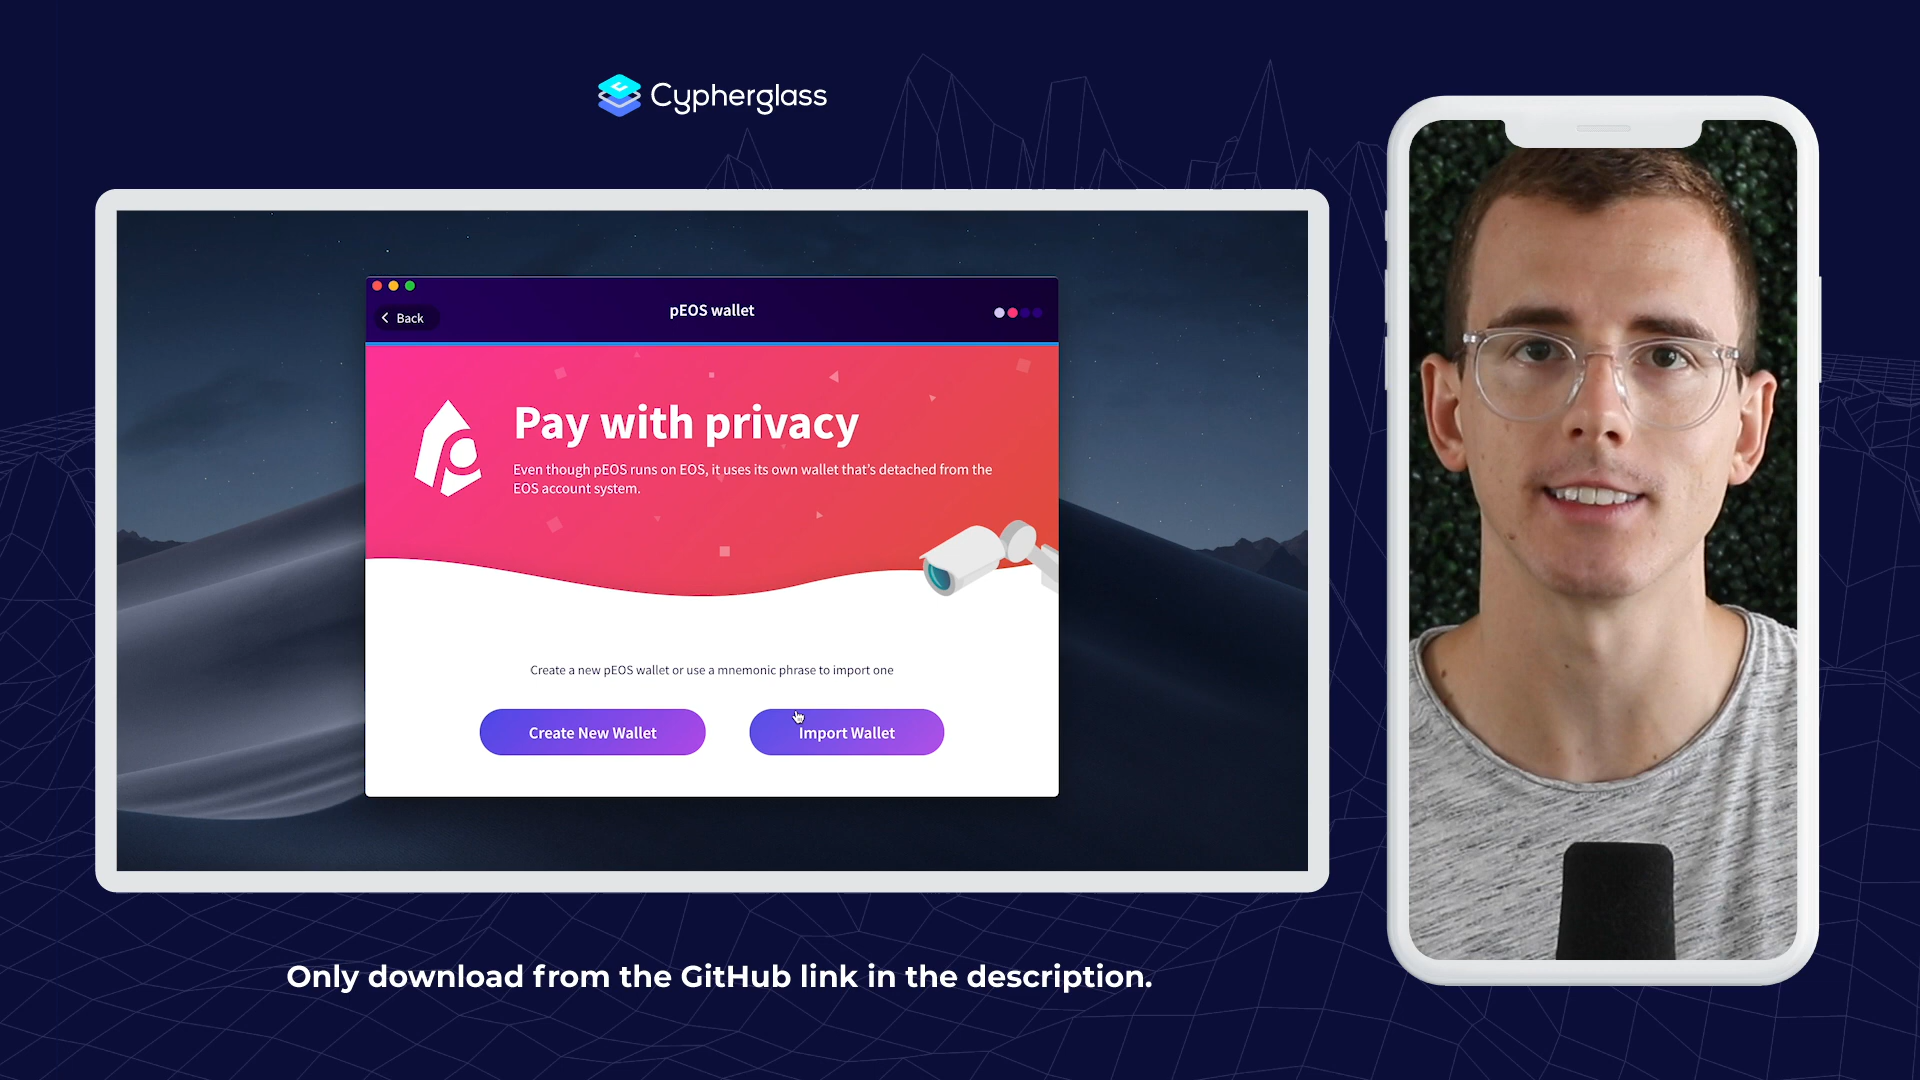 Cypherglass
Back
pEOS wallet
Pay with privacy
Even though pEOS runs on EOS, it uses its own wallet that's detached from the
EOS account system.
Create a new pEOS wallet or use a mnemonic phrase to import one
Create New Wallet
Import Wallet
Only download from the GitHub link in the description.